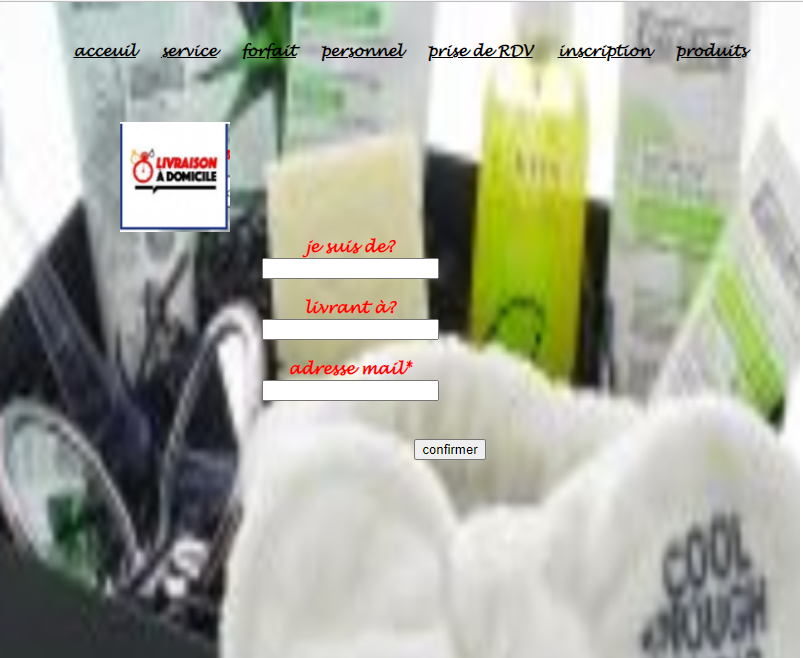 acceuil service forfait personnel prise de RDV inscription produits
LIVRAISON
À DOMICILE
je suis de?
livrant à?
adresse mail*
confirmer
COOL
ENOUGH